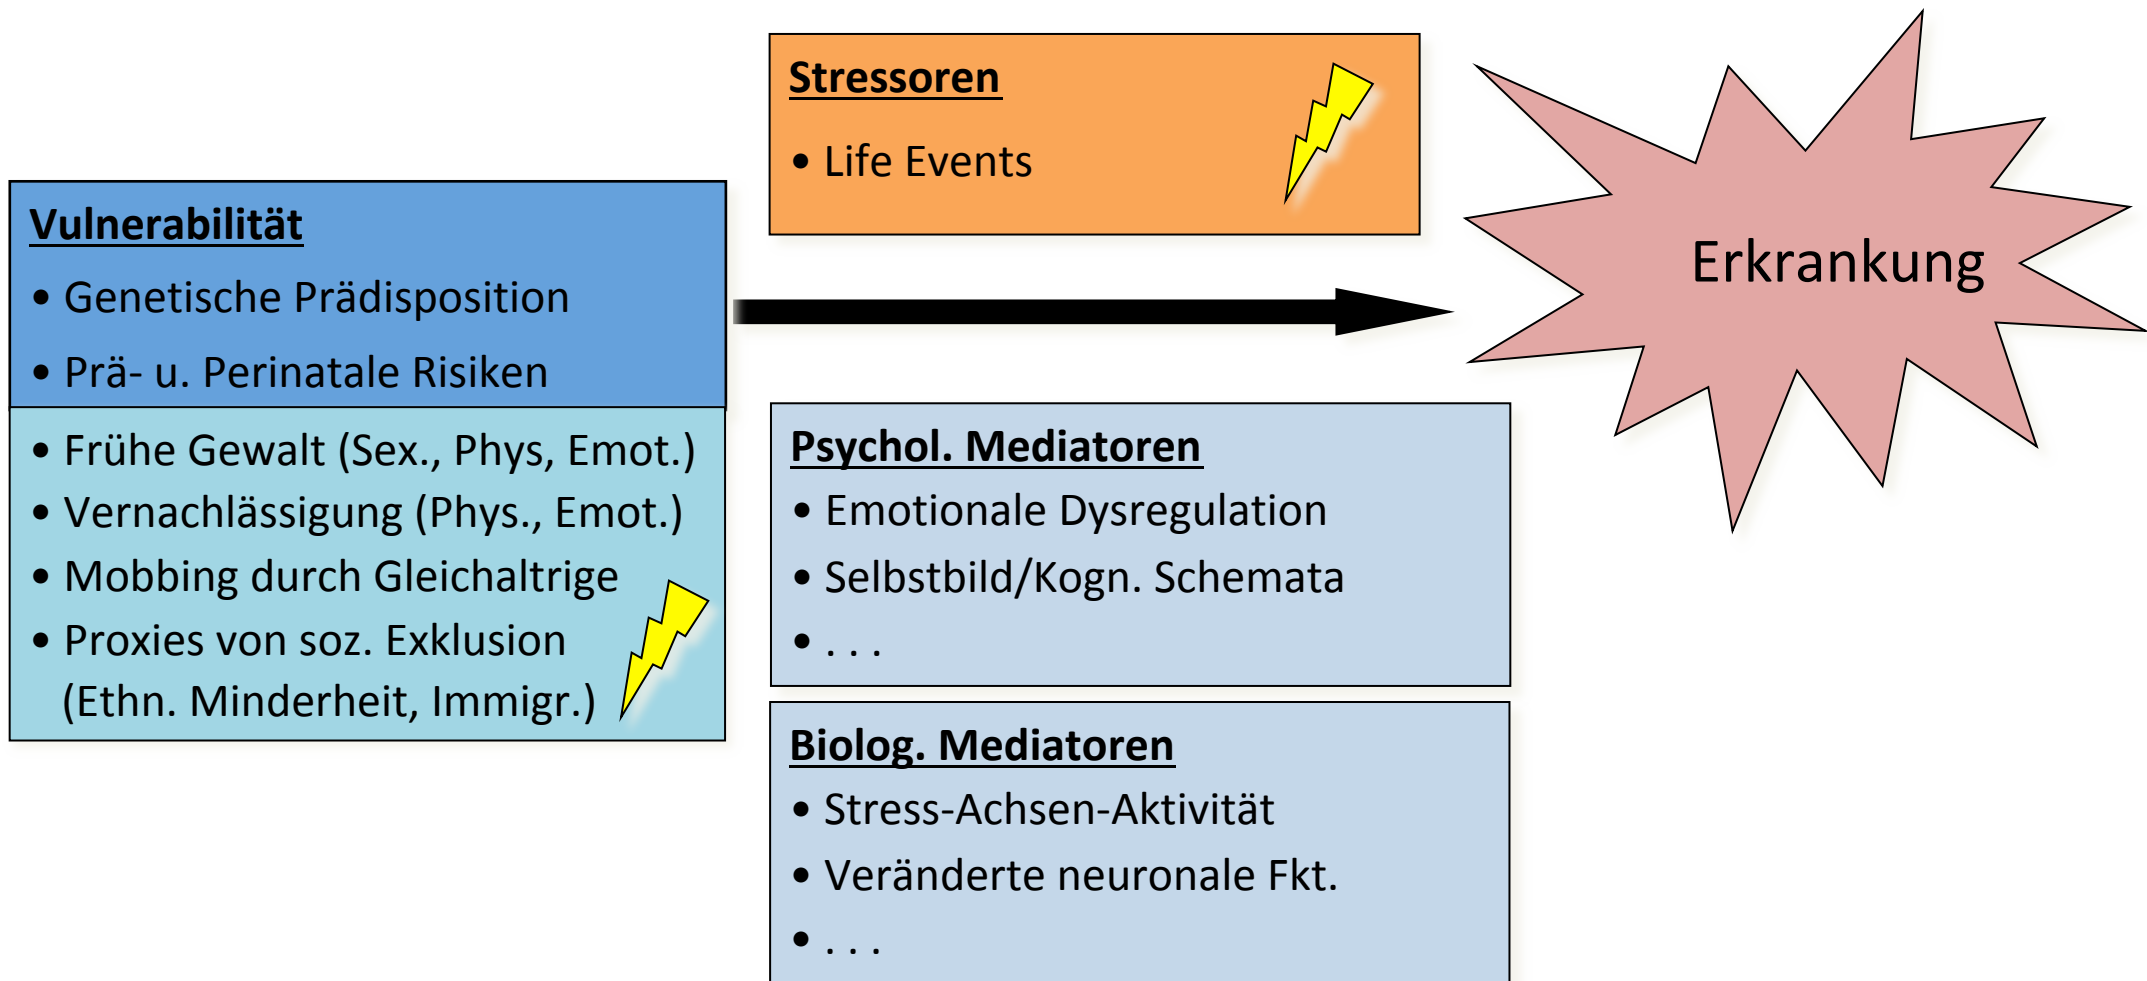 Stressoren
• Life Events
Vulnerabilität
• Genetische Prädisposition
• Prä- u. Perinatale Risiken
• Frühe Gewalt (Sex., Phys, Emot.)
• Vernachlässigung (Phys., Emot.)
• Mobbing durch Gleichaltrige
• Proxies von soz. Exklusion
(Ethn. Minderheit, Immigr.)
Erkrankung
Psychol. Mediatoren
• Emotionale Dysregulation
• Selbstbild/Kogn. Schemata
• . . .
Biolog. Mediatoren
• Stress-Achsen-Aktivität
• Veränderte neuronale Fkt.
• . . .